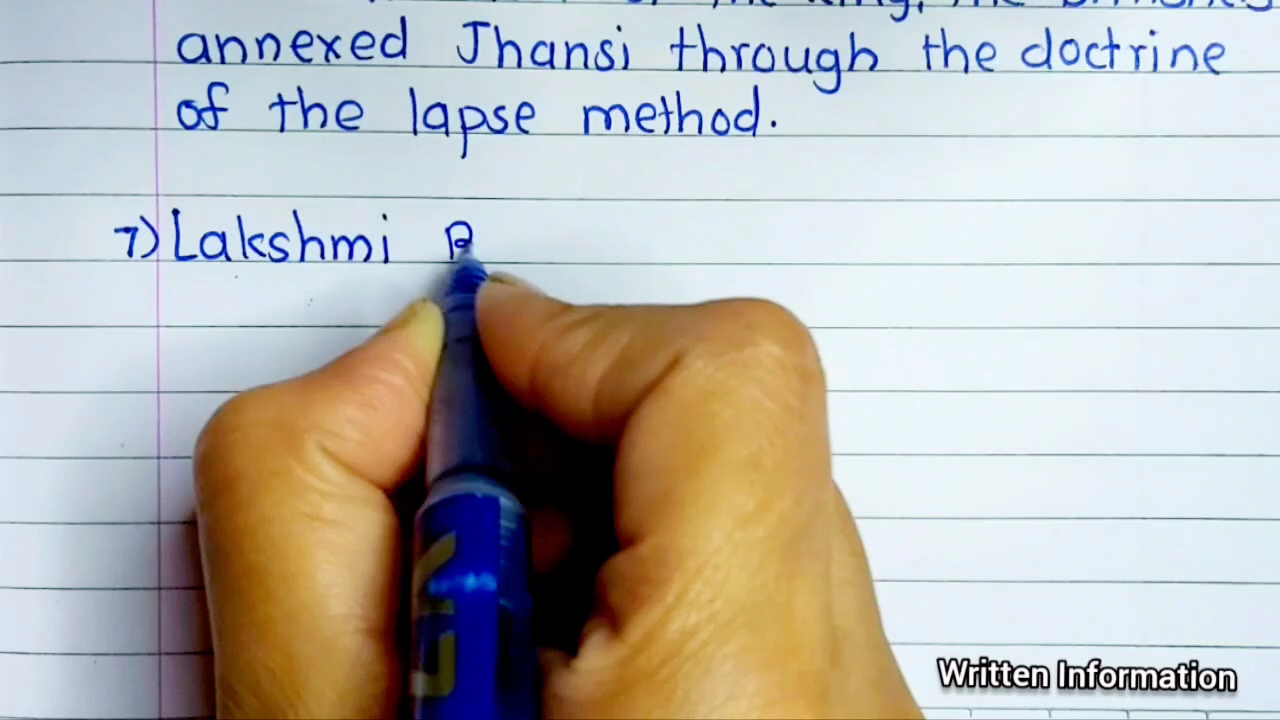 annexed Jhansi through the doctrine
of the lapse method.
7) Lakshmi B
Written Information